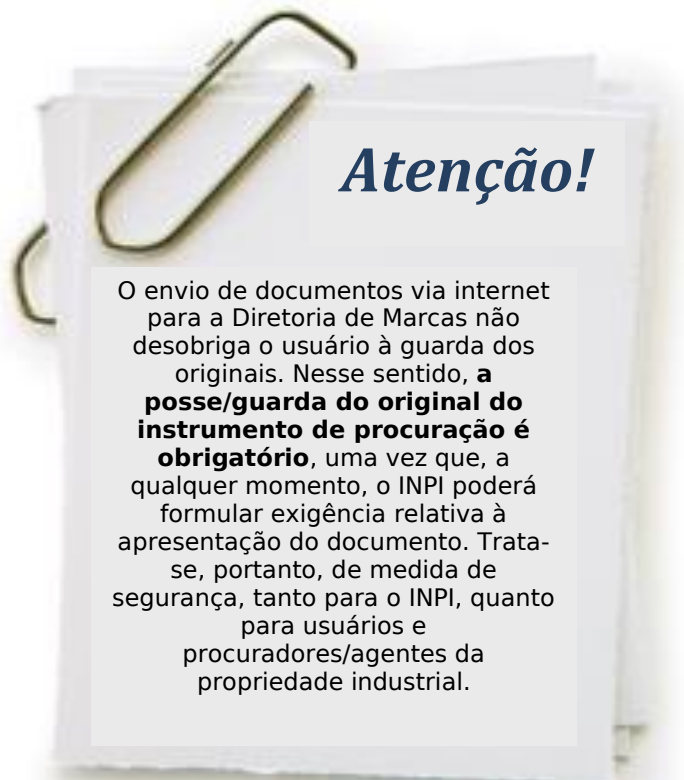 Atenção!
O envio de documentos via internet
para a Diretoria de Marcas não
desobriga o usuário à guarda dos
originais. Nesse sentido, a
posse/guarda do original do
instrumento de procuração é
obrigatório, uma vez que, a
qualquer momento, o INPI poderá
formular exigência relativa à
apresentação do documento. Trata-
se, portanto, de medida de
segurança, tanto para o INPI, quanto
para usuários e
procuradores/agentes da
propriedade industrial.